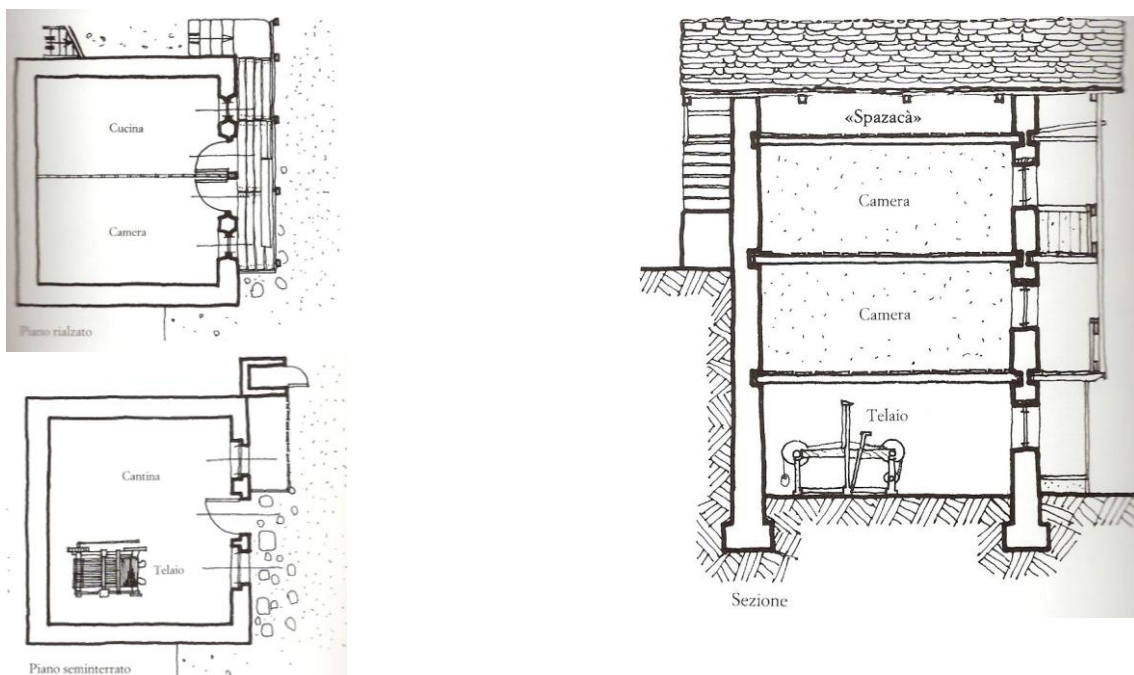 Cucina
Camera
Piano rialzato
Cantina
Telaio
Piano seminterrato
«Spazacà»
Camera
Camera
Telaio
Sezione